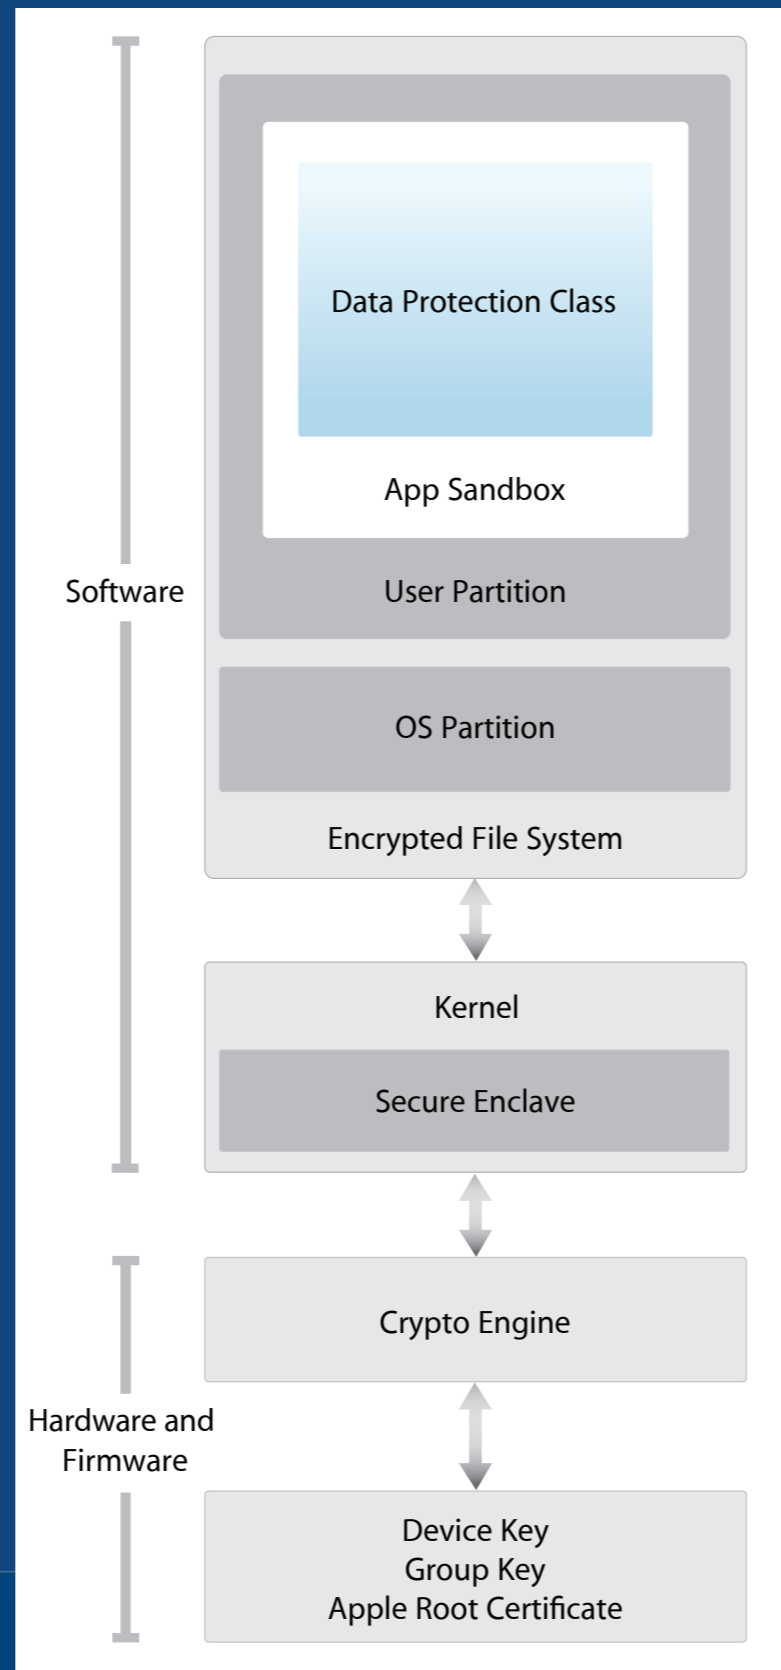 Data Protection Class
App Sandbox
Software
User Partition
OS Partition
Encrypted File System
Kernel
Secure Enclave
Crypto Engine
Hardware and
Firmware
Device Key
Group Key
Apple Root Certificate